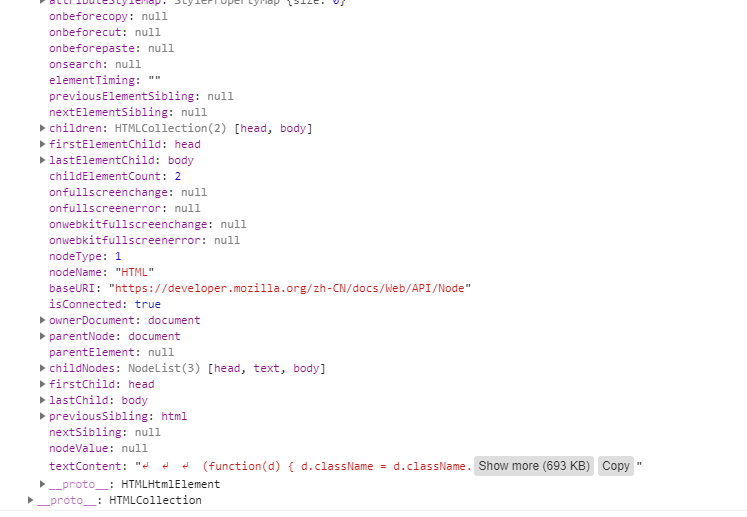 attributeStyleMap: StylePropertyMap {size: 0}
onbeforecopy: null
onbeforecut: null
onbeforepaste: null
onsearch: null
elementTiming: ""
previousElementSibling: null
nextElementSibling: null
children: HTMLCollection(2) [head, body]
firstElementChild: head
lastElementChild: body
childElementCount: 2
onfullscreenchange: null
onfullscreenerror: null
onwebkitfullscreenchange: null
onwebkitfullscreenerror: null
nodeType: 1
nodeName: "HTML"
baseURI: "https://developer.mozilla.org/zh-CN/docs/Web/API/Node"
isConnected: true
ownerDocument: document
parentNode: document
parentElement: null
childNodes: NodeList(3) [head, text, body]
firstChild: head
lastChild: body
previousSibling: html
nextSibling: null
nodeValue: null
textContent: "↵ ↵ ↵ (function(d) { d.className = d.className. Show more (693 KB) Copy "
__proto__: HTMLHtmlElement
__proto__: HTMLCollection